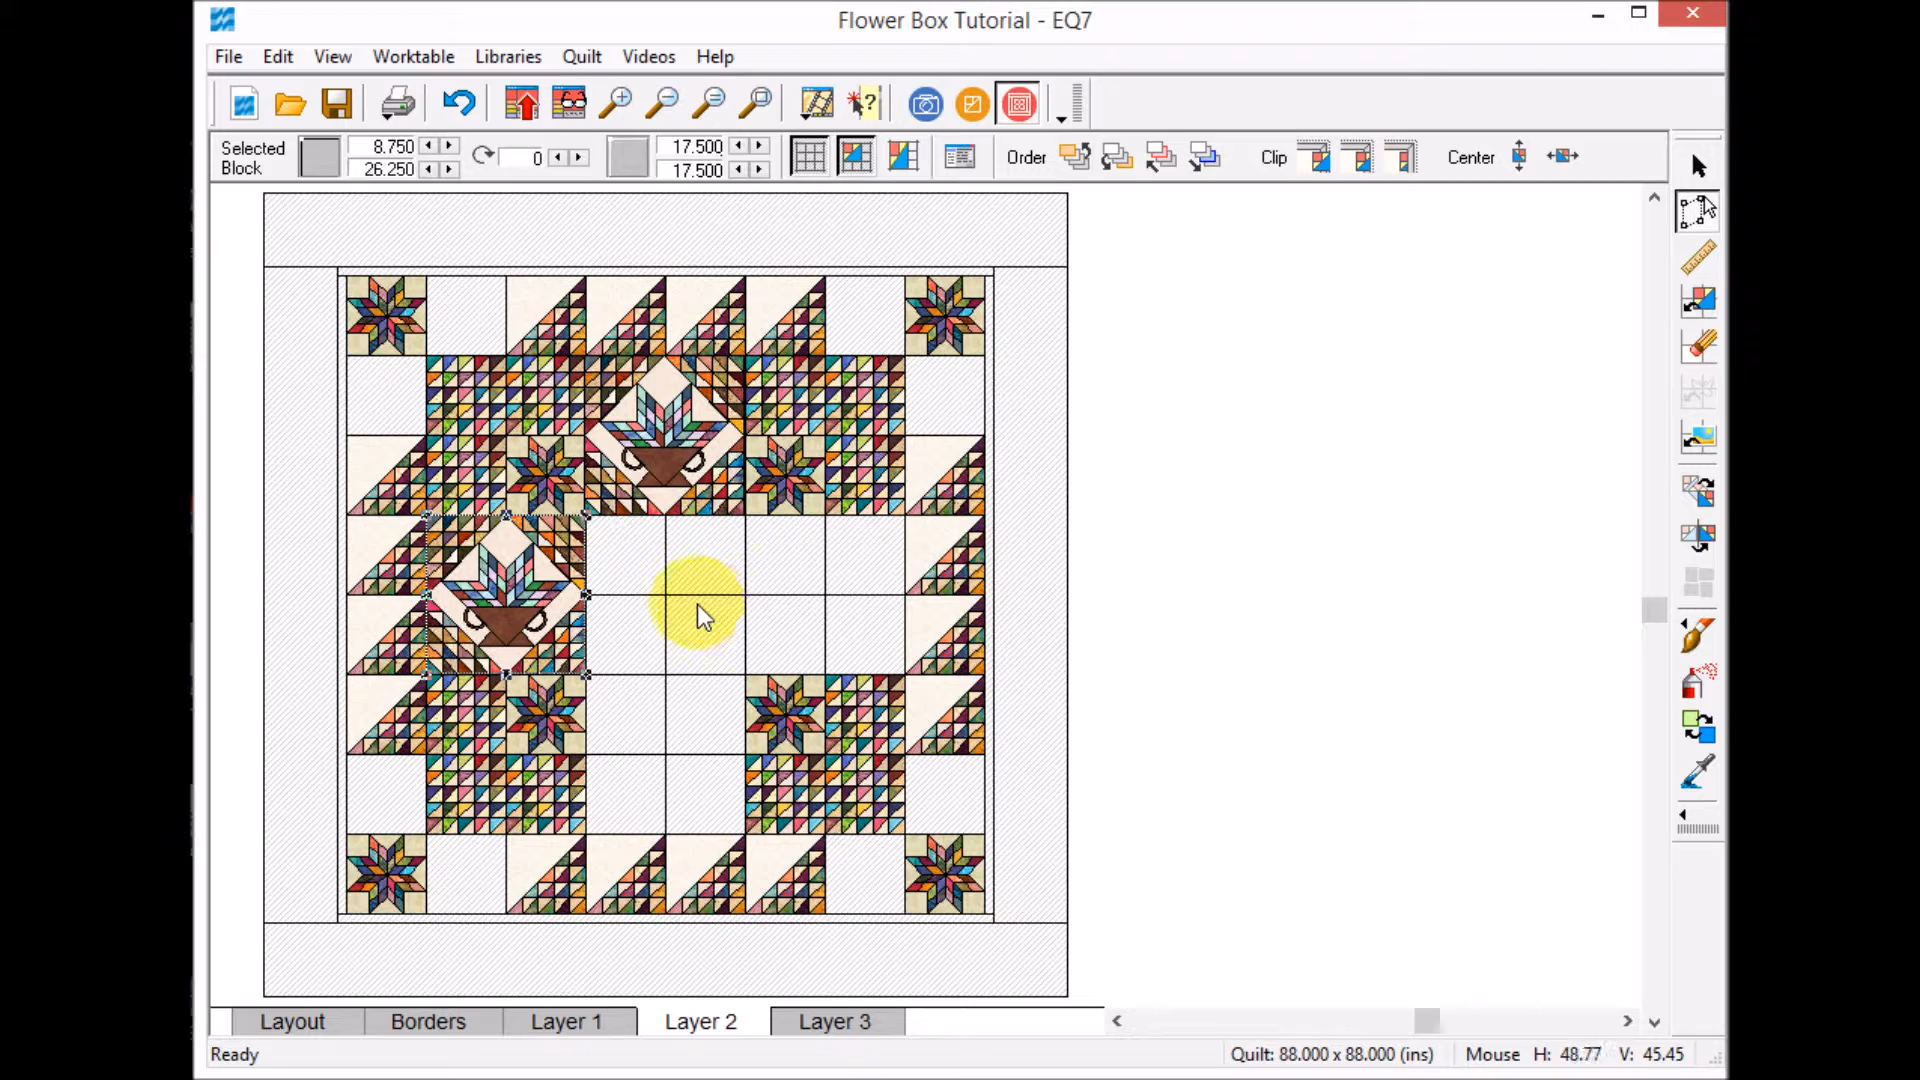 Flower Box Tutorial - EQ7
File Edit View Worktable Libraries Quilt Videos Help
Selected Block
8.750
26.250
0
17.500
17.500
Order
Clip
Center
Layout Borders Layer 1 Layer 2 Layer 3
Ready
Quilt: 88.000 x 88.000 (ins)
Mouse H: 48.77 V: 45.45